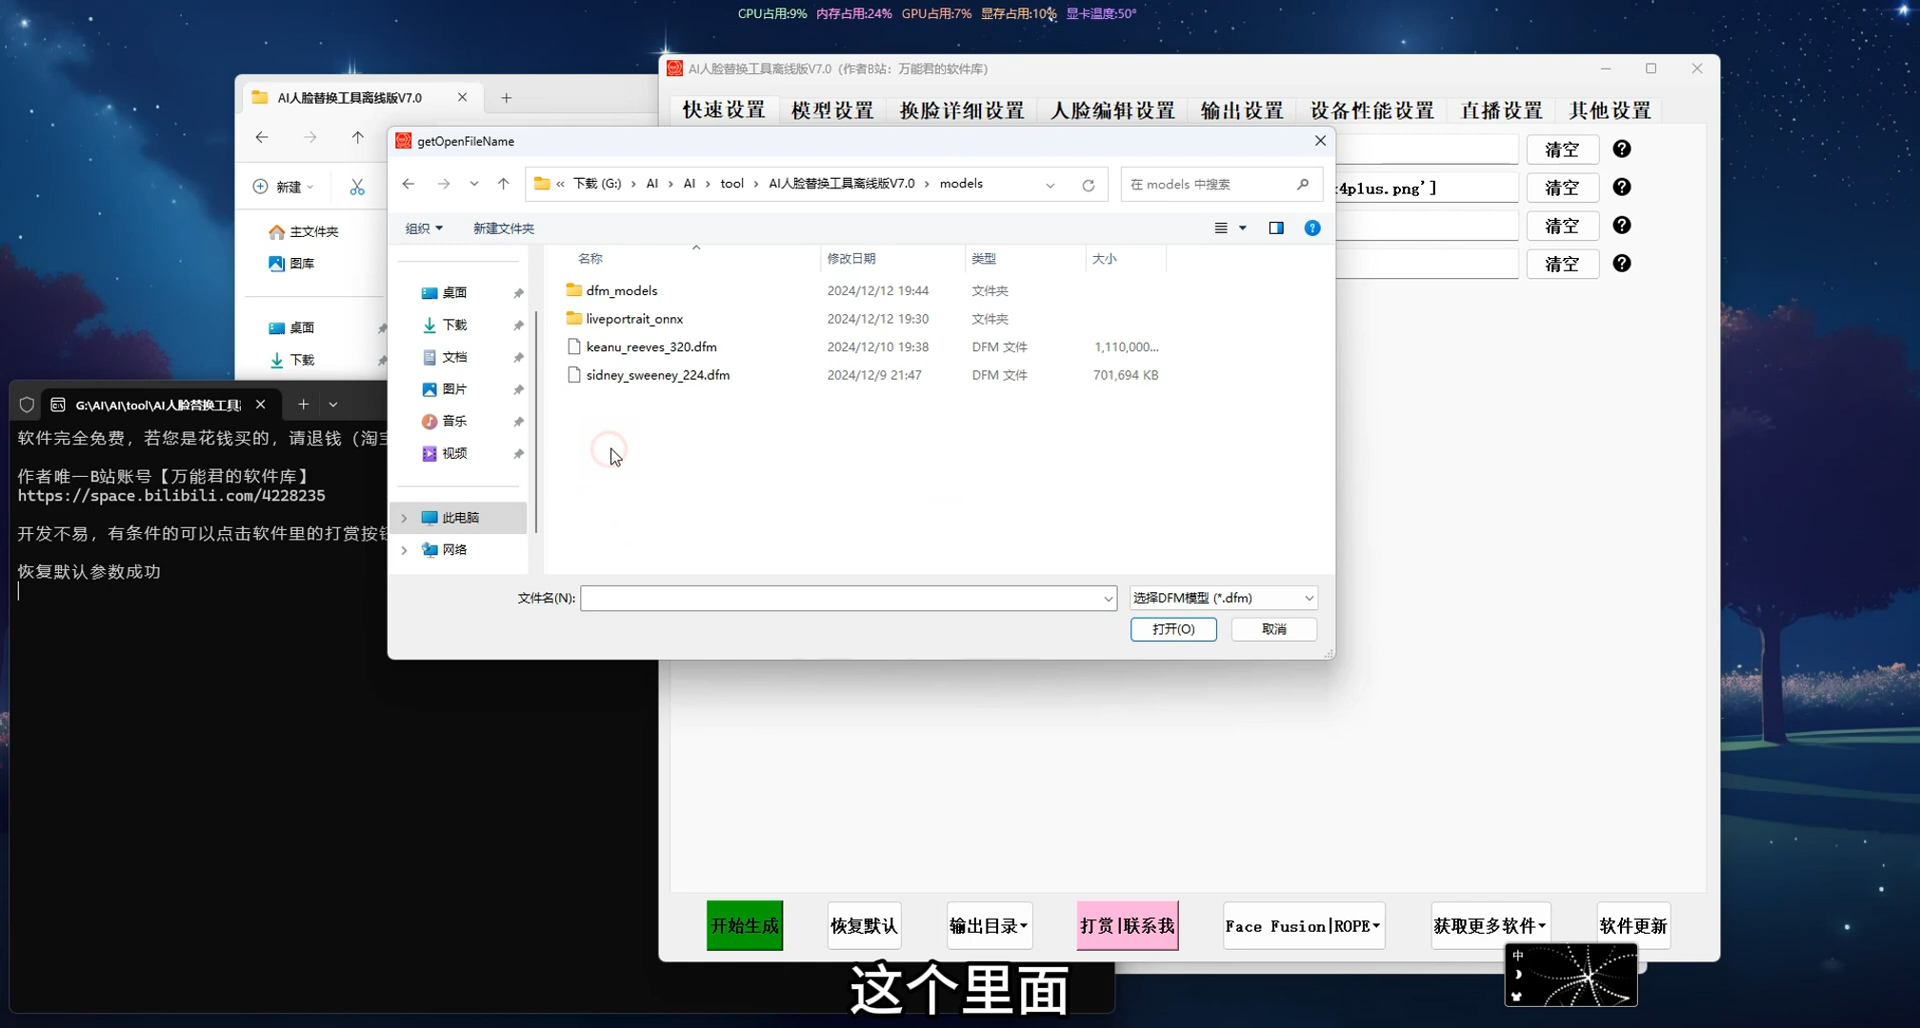 CPU占用:9% 内存占用:24% GPU占用:7% 显存占用:10% 显卡温度:50°
AI人脸替换工具离线版V7.0（作者B站：万能君的软件库）
AI人脸替换工具离线版V7.0
快速设置 模型设置 换脸详细设置 人脸编辑设置 输出设置 设备性能设置 直播设置 其他设置
getOpenFileName
清空
下载 (G:) › AI › AI › tool › AI人脸替换工具离线版V7.0 › models
在 models 中搜索
4plus.png'] 清空
新建
组织 新建文件夹
清空
主文件夹
图库
名称 修改日期 类型 大小
清空
桌面
下载
文档
图片
音乐
视频
此电脑
网络
dfm_models 2024/12/12 19:44 文件夹
liveportrait_onnx 2024/12/12 19:30 文件夹
keanu_reeves_320.dfm 2024/12/10 19:38 DFM 文件 1,110,000...
sidney_sweeney_224.dfm 2024/12/9 21:47 DFM 文件 701,694 KB
桌面
下载
文件名(N): 选择DFM模型 (*.dfm)
打开(O) 取消
G:\AI\AI\tool\AI人脸替换工具
软件完全免费，若您是花钱买的，请退钱（淘宝
作者唯一B站账号【万能君的软件库】
https://space.bilibili.com/4228235
开发不易，有条件的可以点击软件里的打赏按钮
恢复默认参数成功
开始生成 恢复默认 输出目录 打赏|联系我 Face Fusion|ROPE 获取更多软件 软件更新
中
这个里面